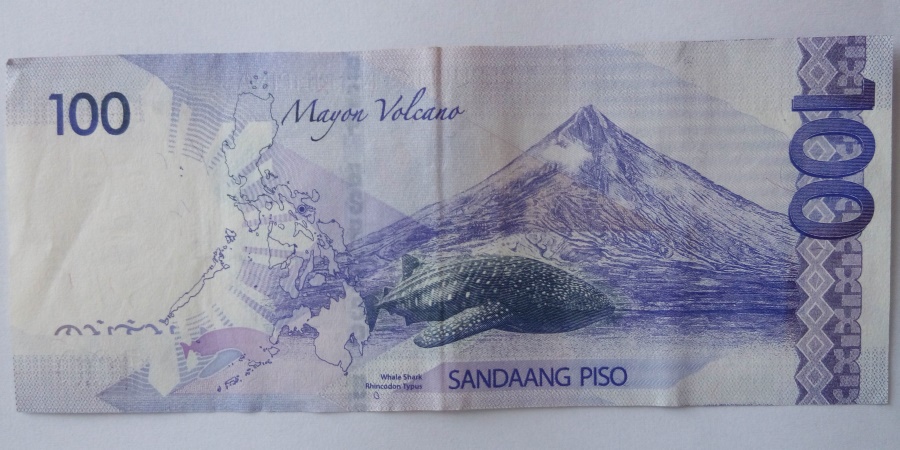 100
Mayon Volcano
100
Whale Shark
Rhincodon Typus
SANDAANG PISO